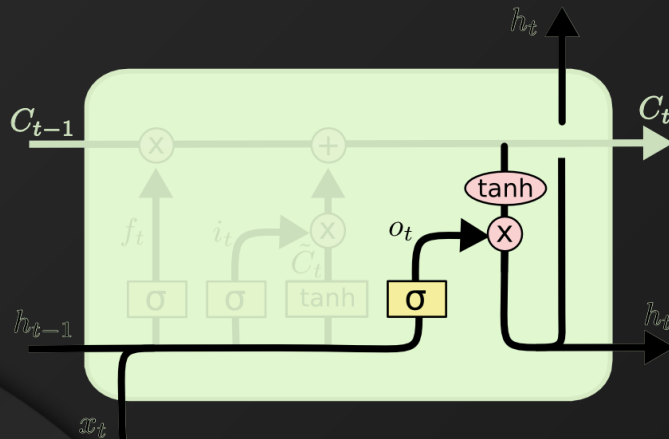 h_t
C_{t-1}
C_t
x
+
tanh
f_t
i_t
x
o_t
x
C̃_t
σ
σ
tanh
σ
h_{t-1}
h_t
x_t